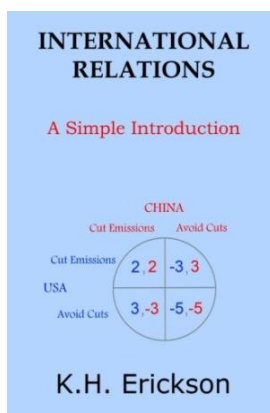 INTERNATIONAL
RELATIONS
A Simple Introduction
CHINA
Cut Emissions Avoid Cuts
Cut Emissions 2,2 -3,3
USA
Avoid Cuts 3,-3 -5,-5
K.H. Erickson